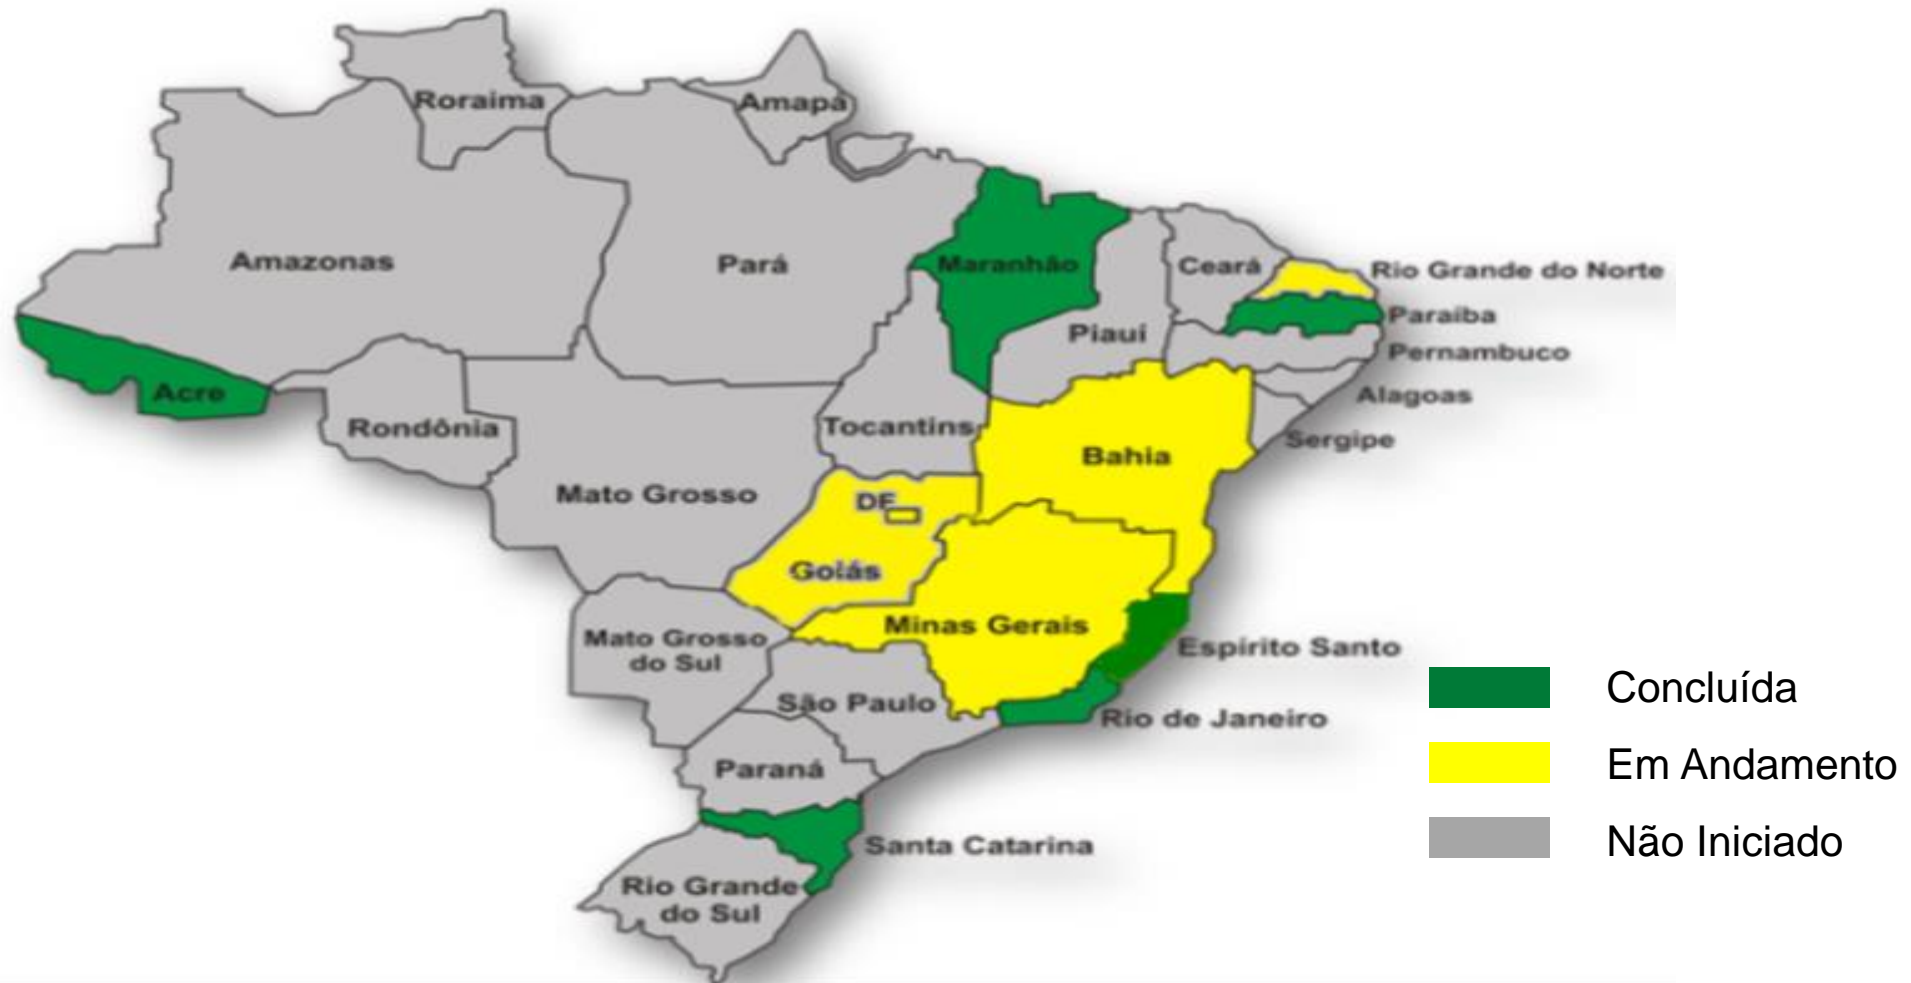 Roraima
Amapá
Amazonas
Pará
Maranhão
Ceará
Rio Grande do Norte
Paraíba
Piauí
Pernambuco
Acre
Alagoas
Rondônia
Tocantins
Sergipe
Bahia
Mato Grosso
DF
Goiás
Minas Gerais
Mato Grosso
do Sul
Espírito Santo
São Paulo
Rio de Janeiro
Paraná
Santa Catarina
Rio Grande
do Sul
Concluída
Em Andamento
Não Iniciado